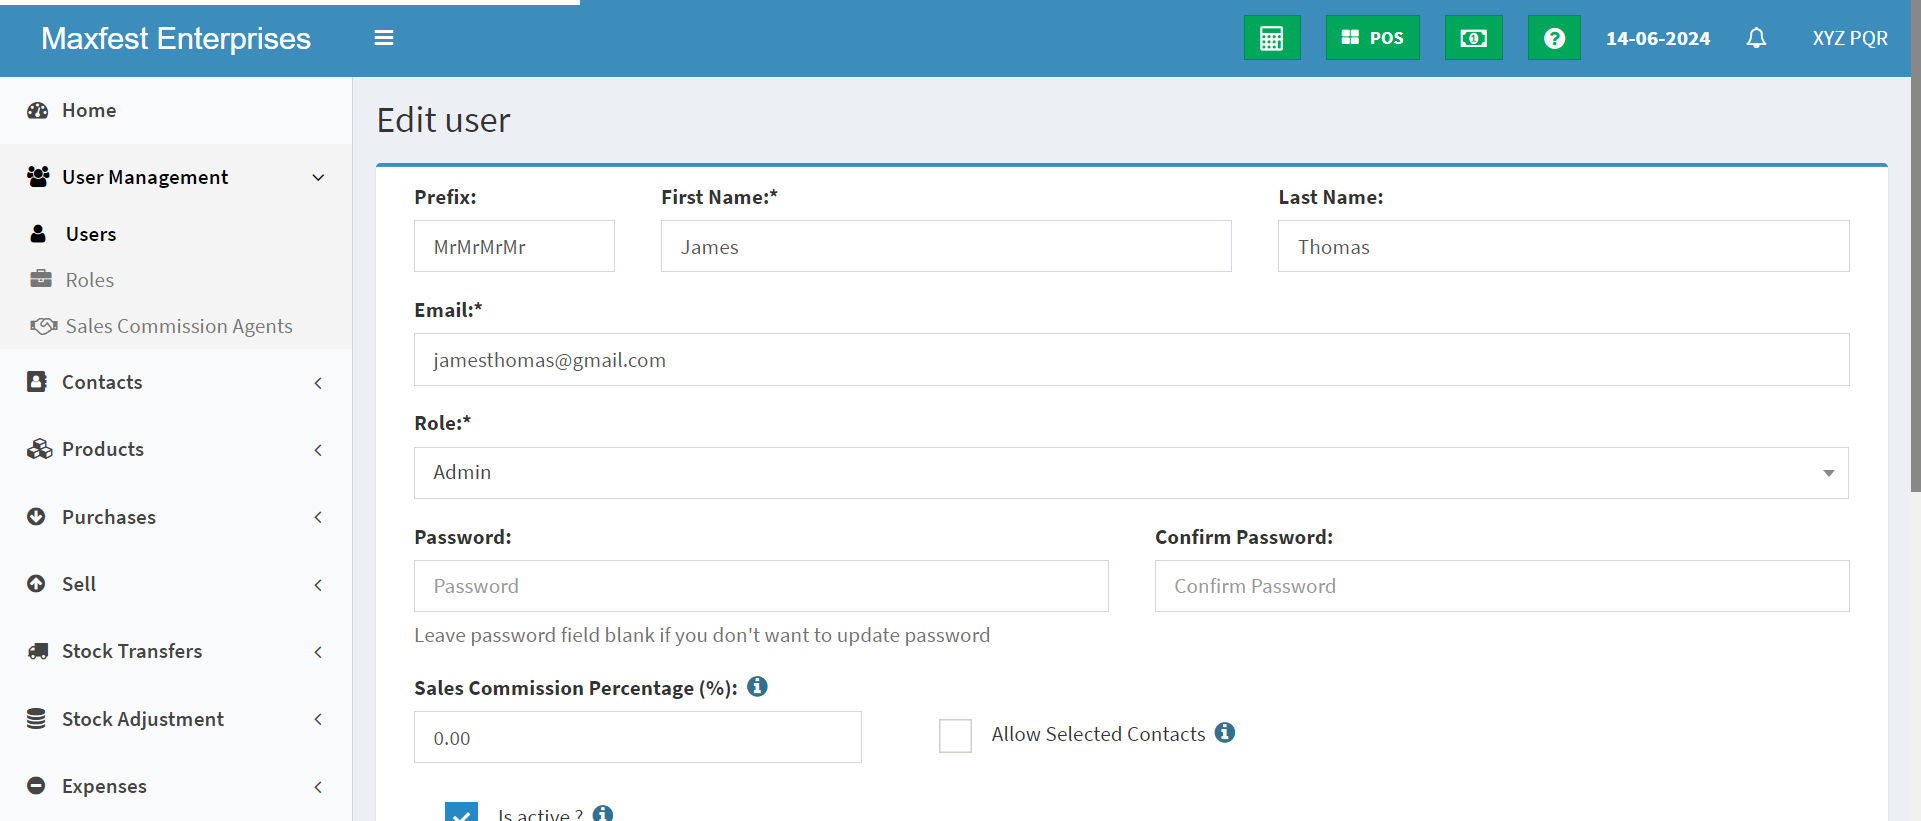 Maxfest Enterprises
POS
14-06-2024
XYZ PQR
Home
User Management
Users
Roles
Sales Commission Agents
Contacts
Products
Purchases
Sell
Stock Transfers
Stock Adjustment
Expenses
Edit user
Prefix: First Name:* Last Name:
MrMrMrMr James Thomas
Email:*
jamesthomas@gmail.com
Role:*
Admin
Password: Confirm Password:
Password Confirm Password
Leave password field blank if you don't want to update password
Sales Commission Percentage (%):
0.00 Allow Selected Contacts
Is active ?